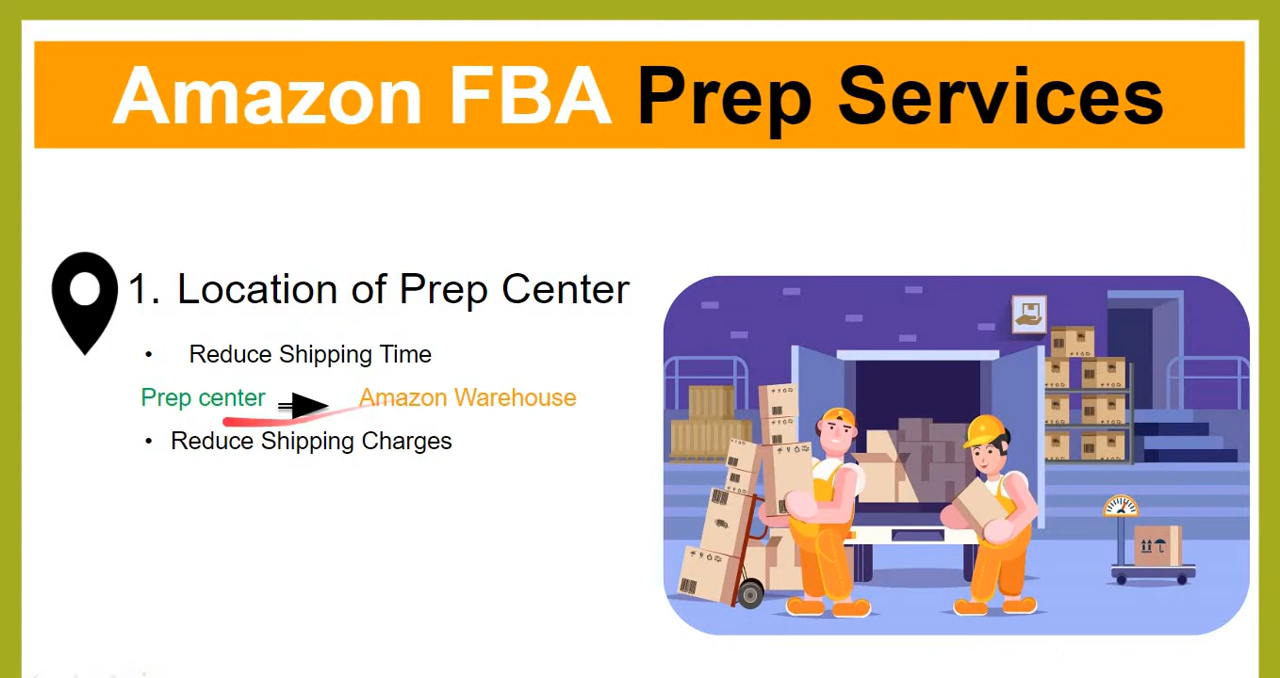 Amazon FBA Prep Services
1. Location of Prep Center
• Reduce Shipping Time
Prep center Amazon Warehouse
• Reduce Shipping Charges